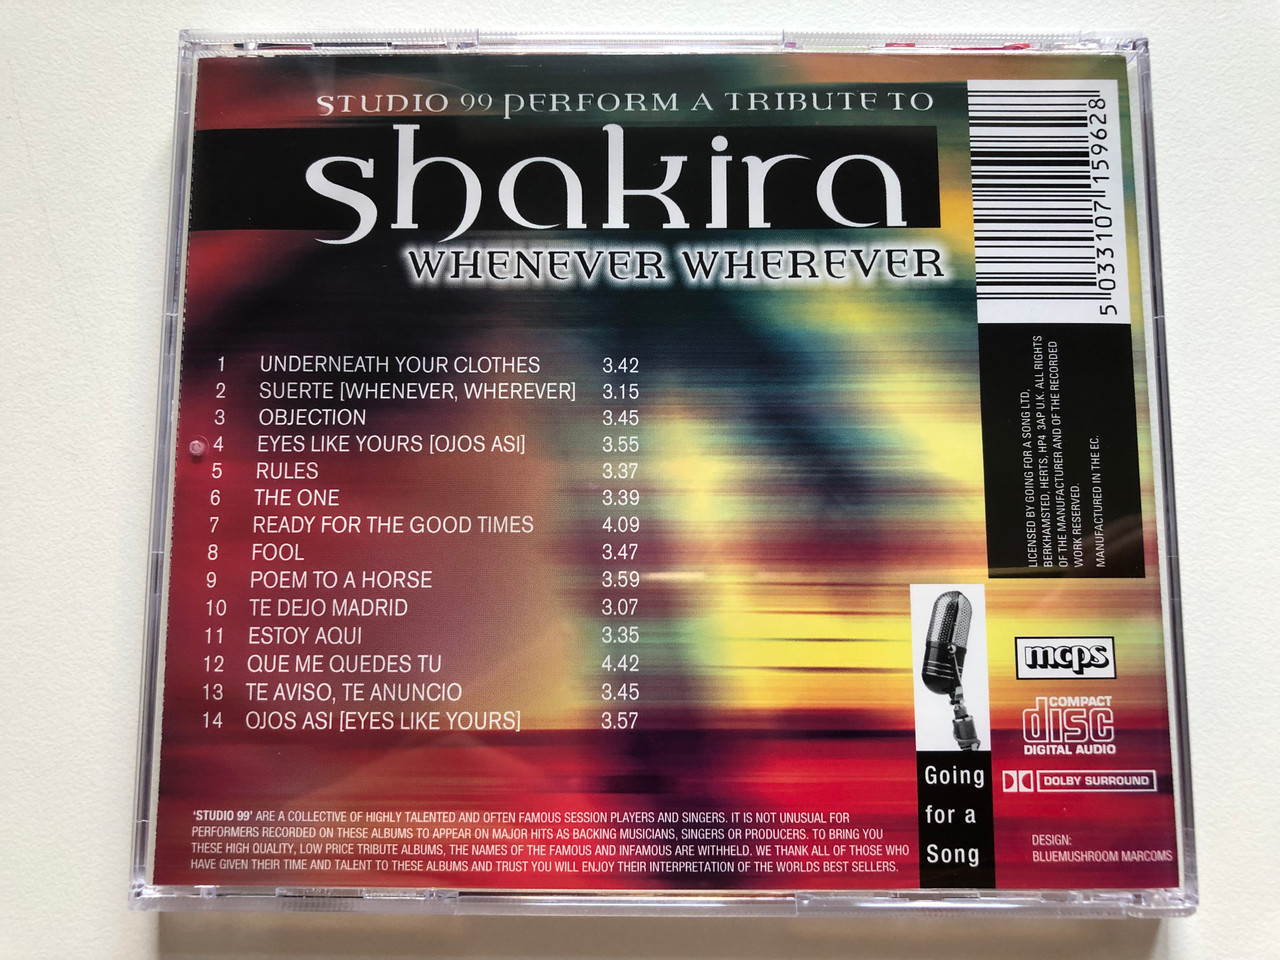 STUDIO 99 PERFORM A TRIBUTE TO
shakira
WHENEVER WHEREVER
1 UNDERNEATH YOUR CLOTHES 3.42
2 SUERTE [WHENEVER, WHEREVER] 3.15
3 OBJECTION 3.45
4 EYES LIKE YOURS [OJOS ASI] 3.55
5 RULES 3.37
6 THE ONE 3.39
7 READY FOR THE GOOD TIMES 4.09
8 FOOL 3.47
9 POEM TO A HORSE 3.59
10 TE DEJO MADRID 3.07
11 ESTOY AQUI 3.35
12 QUE ME QUEDES TU 4.42
13 TE AVISO, TE ANUNCIO 3.45
14 OJOS ASI [EYES LIKE YOURS] 3.57
'STUDIO 99' ARE A COLLECTIVE OF HIGHLY TALENTED AND OFTEN FAMOUS SESSION PLAYERS AND SINGERS. IT IS NOT UNUSUAL FOR
PERFORMERS RECORDED ON THESE ALBUMS TO APPEAR ON MAJOR HITS AS BACKING MUSICIANS, SINGERS OR PRODUCERS. TO BRING YOU
THESE HIGH QUALITY, LOW PRICE TRIBUTE ALBUMS, THE NAMES OF THE FAMOUS AND INFAMOUS ARE WITHHELD. WE THANK ALL OF THOSE WHO
HAVE GIVEN THEIR TIME AND TALENT TO THESE ALBUMS AND TRUST YOU WILL ENJOY THEIR INTERPRETATION OF THE WORLDS BEST SELLERS.
5 033107 159628
LICENSED BY GOING FOR A SONG LTD,
BERKHAMSTED, HERTS, HP4 3AP U.K. ALL RIGHTS
OF THE MANUFACTURER AND OF THE RECORDED
WORK RESERVED.
MANUFACTURED IN THE EC.
Going
for a
Song
mcps
COMPACT
disc
DIGITAL AUDIO
DOLBY SURROUND
DESIGN:
BLUEMUSHROOM MARCOMS